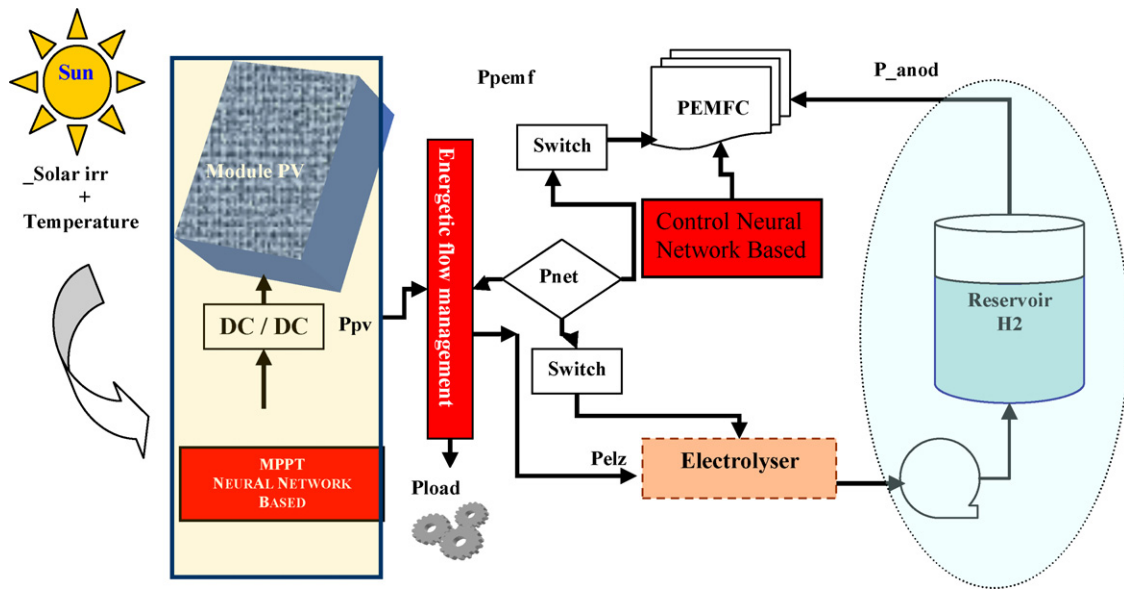 Sun
_Solar irr
+
Temperature
Module PV
DC / DC
MPPT
NEURAL NETWORK
BASED
Ppv
Energetic flow management
Pload
Ppemf
Switch
PEMFC
Control Neural
Network Based
Pnet
Switch
Pelz
Electrolyser
P_anod
Reservoir
H2